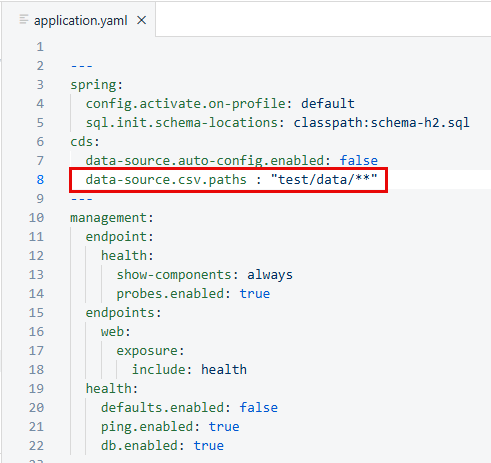 application.yaml
1
2 ---
3 spring:
4   config.activate.on-profile: default
5   sql.init.schema-locations: classpath:schema-h2.sql
6 cds:
7   data-source.auto-config.enabled: false
8   data-source.csv.paths : "test/data/**"
9 ---
10 management:
11   endpoint:
12     health:
13       show-components: always
14       probes.enabled: true
15   endpoints:
16     web:
17       exposure:
18         include: health
19   health:
20     defaults.enabled: false
21     ping.enabled: true
22     db.enabled: true